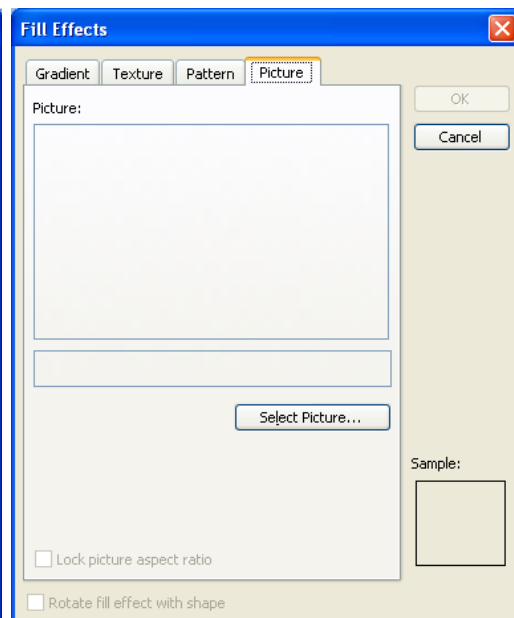 Fill Effects
Gradient Texture Pattern Picture
OK
Picture:
Cancel
Select Picture...
Sample:
Lock picture aspect ratio
Rotate fill effect with shape